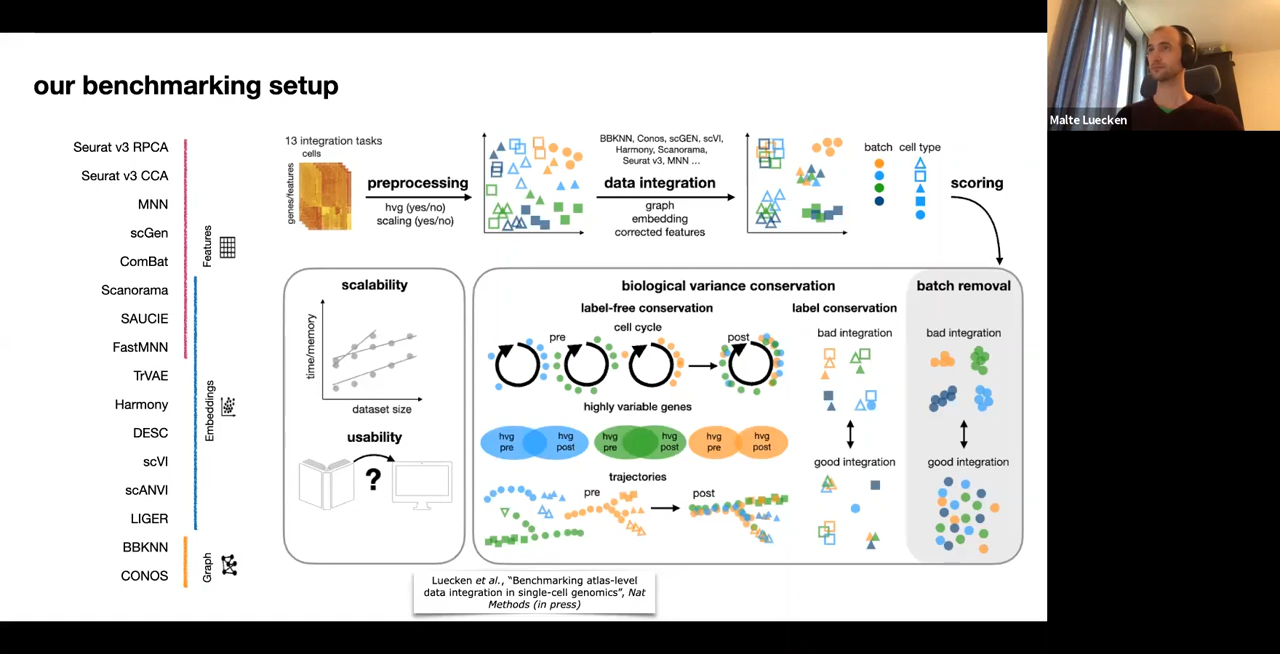 our benchmarking setup
Malte Luecken
Seurat v3 RPCA
Seurat v3 CCA
MNN
scGen
ComBat
Scanorama
SAUCIE
FastMNN
TrVAE
Harmony
DESC
scVI
scANVI
LIGER
BBKNN
CONOS
Features
Embeddings
Graph
13 integration tasks
cells
genes/features
preprocessing
hvg (yes/no)
scaling (yes/no)
BBKNN, Conos, scGEN, scVI,
Harmony, Scanorama,
Seurat v3, MNN ...
data integration
graph
embedding
corrected features
batch cell type
scoring
scalability
time/memory
dataset size
usability
?
biological variance conservation
label-free conservation
cell cycle
pre
post
highly variable genes
hvg
pre
hvg
post
hvg
pre
hvg
post
hvg
pre
hvg
post
trajectories
pre
post
label conservation
bad integration
good integration
batch removal
bad integration
good integration
Luecken et al., “Benchmarking atlas-level
data integration in single-cell genomics”, Nat
Methods (in press)